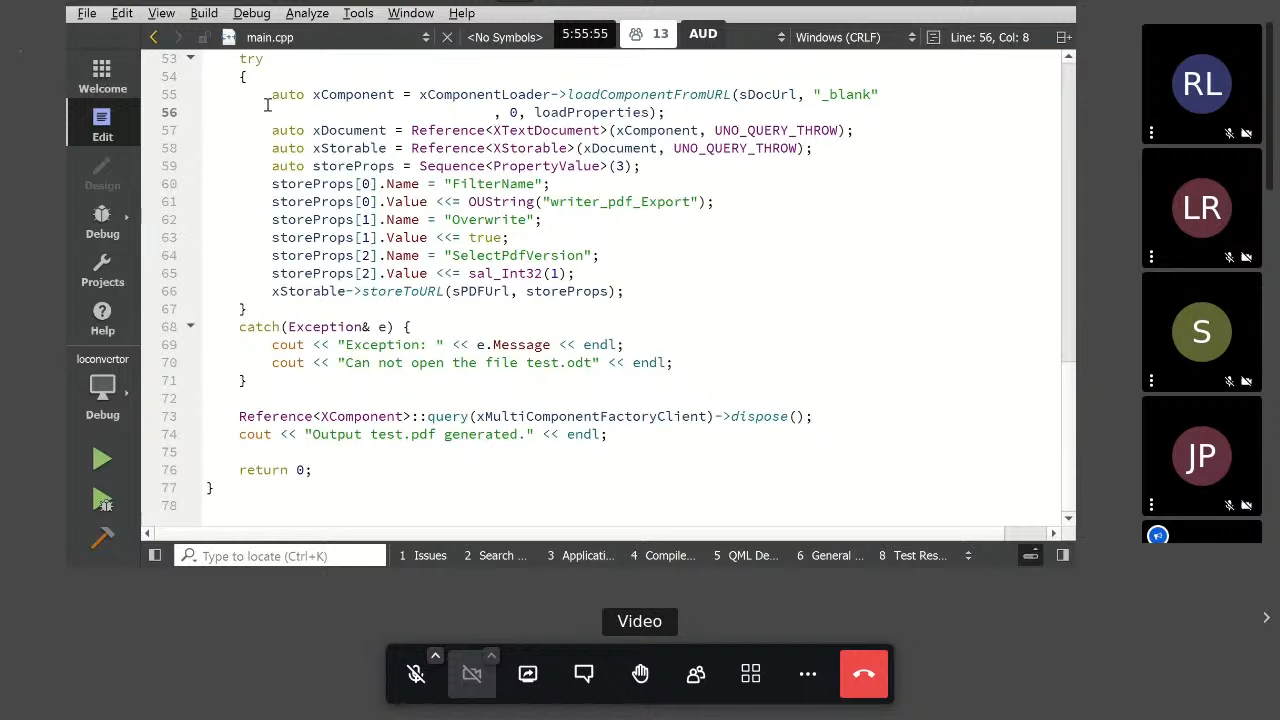 File Edit View Build Debug Analyze Tools Window Help
main.cpp <No Symbols> 5:55:55 13 AUD Windows (CRLF) Line: 56, Col: 8
Welcome
Edit
Design
Debug
Projects
Help
loconvertor
Debug
53 try
54 {
55 auto xComponent = xComponentLoader->loadComponentFromURL(sDocUrl, "_blank"
56 , 0, loadProperties);
57 auto xDocument = Reference<XTextDocument>(xComponent, UNO_QUERY_THROW);
58 auto xStorable = Reference<XStorable>(xDocument, UNO_QUERY_THROW);
59 auto storeProps = Sequence<PropertyValue>(3);
60 storeProps[0].Name = "FilterName";
61 storeProps[0].Value <<= OUString("writer_pdf_Export");
62 storeProps[1].Name = "Overwrite";
63 storeProps[1].Value <<= true;
64 storeProps[2].Name = "SelectPdfVersion";
65 storeProps[2].Value <<= sal_Int32(1);
66 xStorable->storeToURL(sPDFUrl, storeProps);
67 }
68 catch(Exception& e) {
69 cout << "Exception: " << e.Message << endl;
70 cout << "Can not open the file test.odt" << endl;
71 }
72
73 Reference<XComponent>::query(xMultiComponentFactoryClient)->dispose();
74 cout << "Output test.pdf generated." << endl;
75
76 return 0;
77 }
78
Type to locate (Ctrl+K) 1 Issues 2 Search ... 3 Applicati... 4 Compile... 5 QML De... 6 General ... 8 Test Res...
RL
LR
S
JP
Video